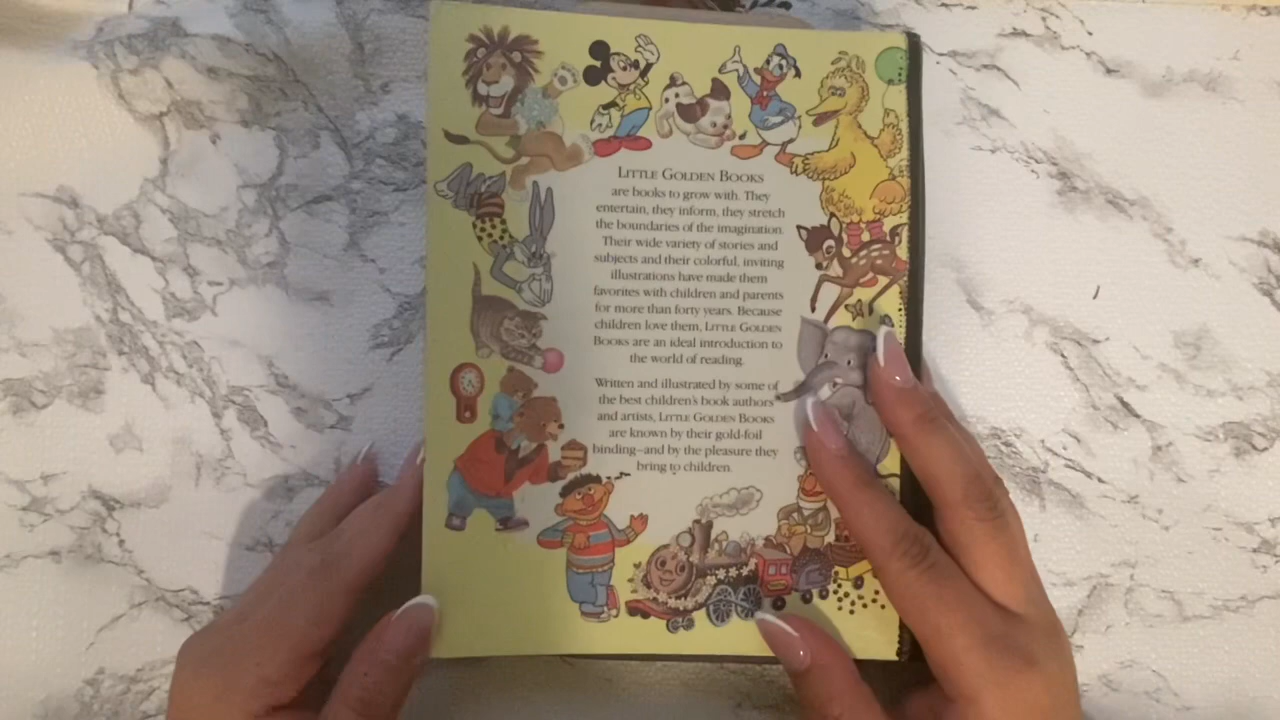 LITTLE GOLDEN BOOKS
are books to grow with. They
entertain, they inform, they stretch
the boundaries of the imagination.
Their wide variety of stories and
subjects and their colorful, inviting
illustrations have made them
favorites with children and parents
for more than forty years. Because
children love them, LITTLE GOLDEN
BOOKS are an ideal introduction to
the world of reading.
Written and illustrated by some of
the best children's book authors
and artists, LITTLE GOLDEN BOOKS
are known by their gold-foil
binding—and by the pleasure they
bring to children.